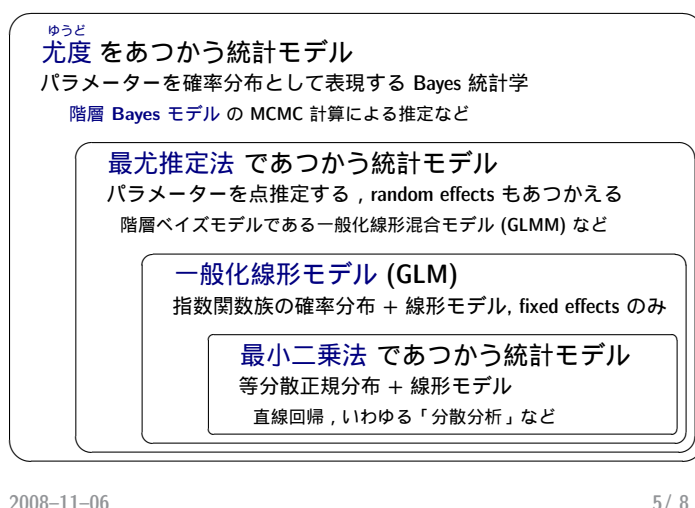 ゆうど
尤度 をあつかう統計モデル
パラメーターを確率分布として表現する Bayes 統計学
階層 Bayes モデル の MCMC 計算による推定など
最尤推定法 であつかう統計モデル
パラメーターを点推定する , random effects もあつかえる
階層ベイズモデルである一般化線形混合モデル (GLMM) など
一般化線形モデル (GLM)
指数関数族の確率分布 + 線形モデル, fixed effects のみ
最小二乗法 であつかう統計モデル
等分散正規分布 + 線形モデル
直線回帰 , いわゆる「分散分析」など
2008–11–06 5/ 8